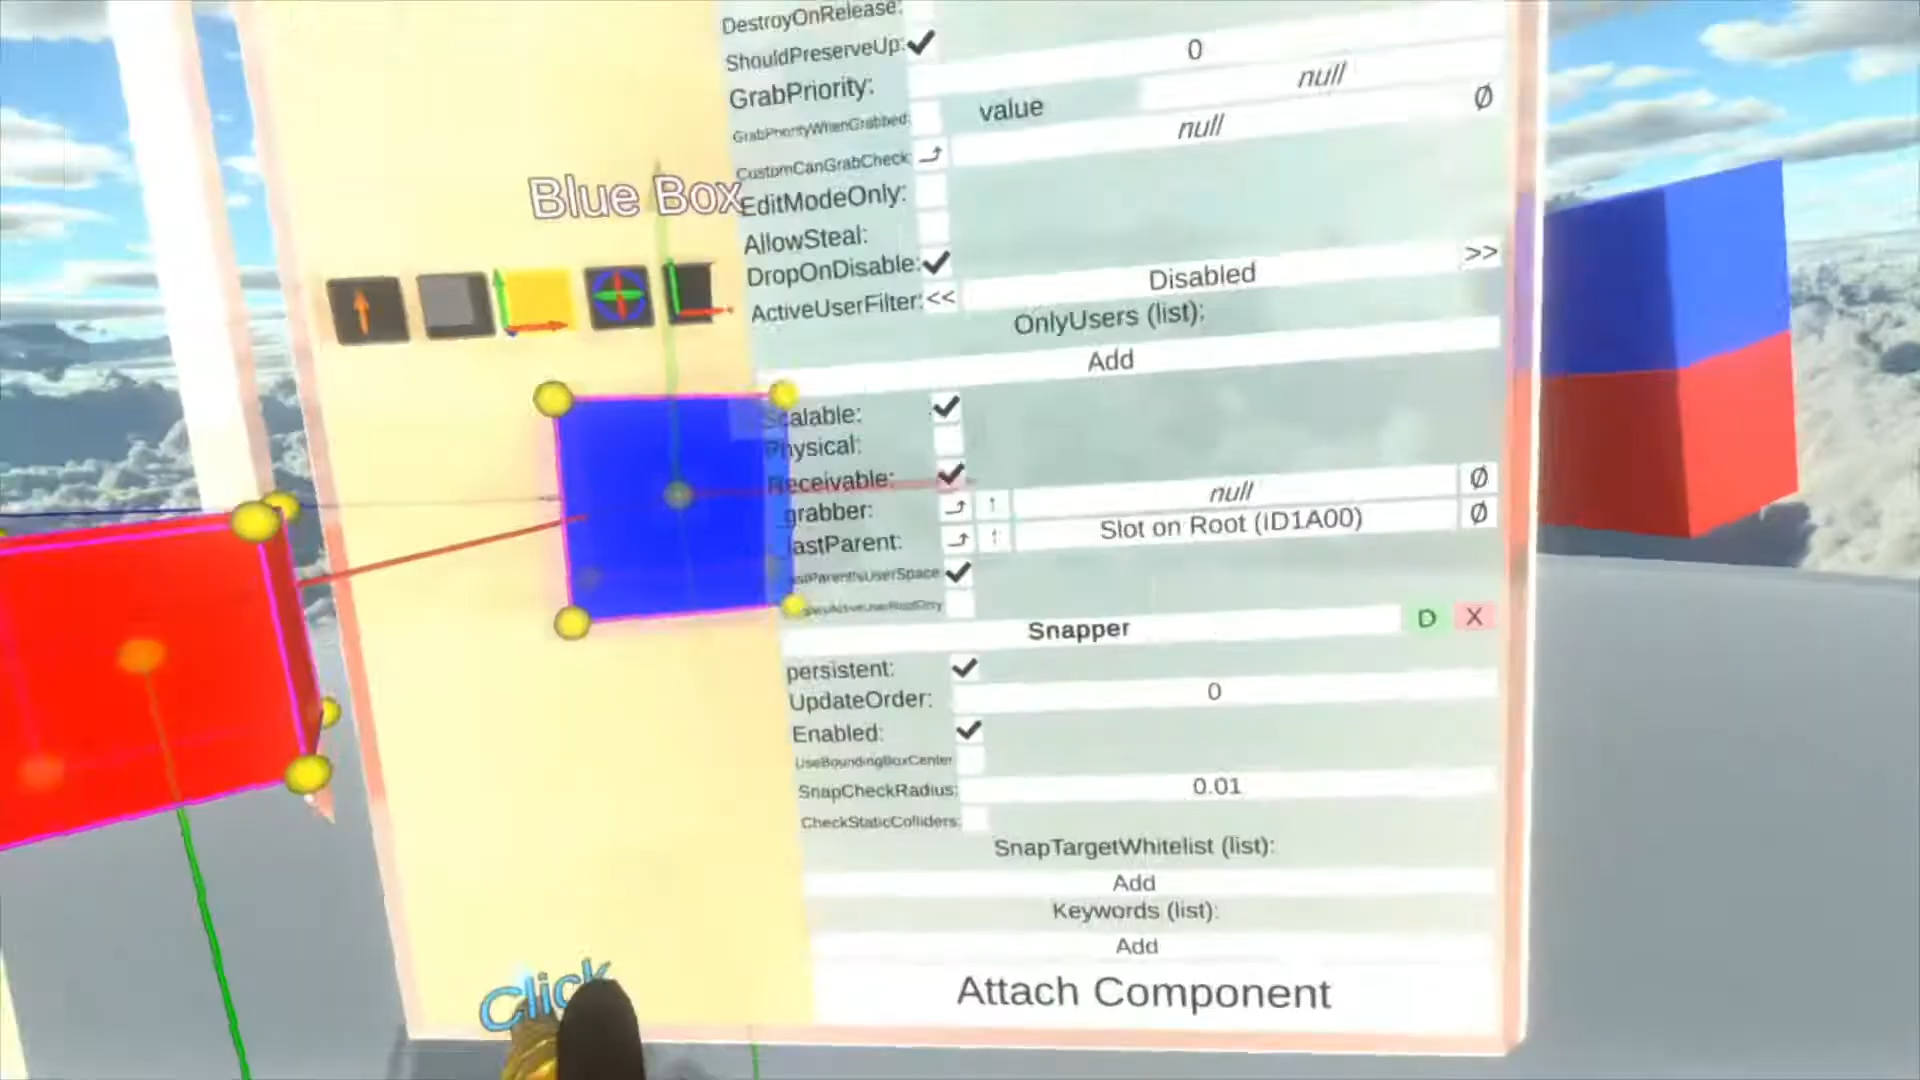 DestroyOnRelease:
ShouldPreserveUp:
GrabPriority: 0
GrabPriorityWhenGrabbed: value null
CustomCanGrabCheck: null Ø
EditModeOnly:
AllowSteal:
DropOnDisable:
ActiveUserFilter: << Disabled >>
OnlyUsers (list):
Add
Scalable:
Physical:
Receivable:
_grabber: ↑ null Ø
_lastParent: ↑ Slot on Root (ID1A00) Ø
Snapper D X
persistent:
UpdateOrder: 0
Enabled:
UseBoundingBoxCenter
SnapCheckRadius: 0.01
CheckStaticColliders:
SnapTargetWhitelist (list):
Add
Keywords (list):
Add
Attach Component
Blue Box
Click